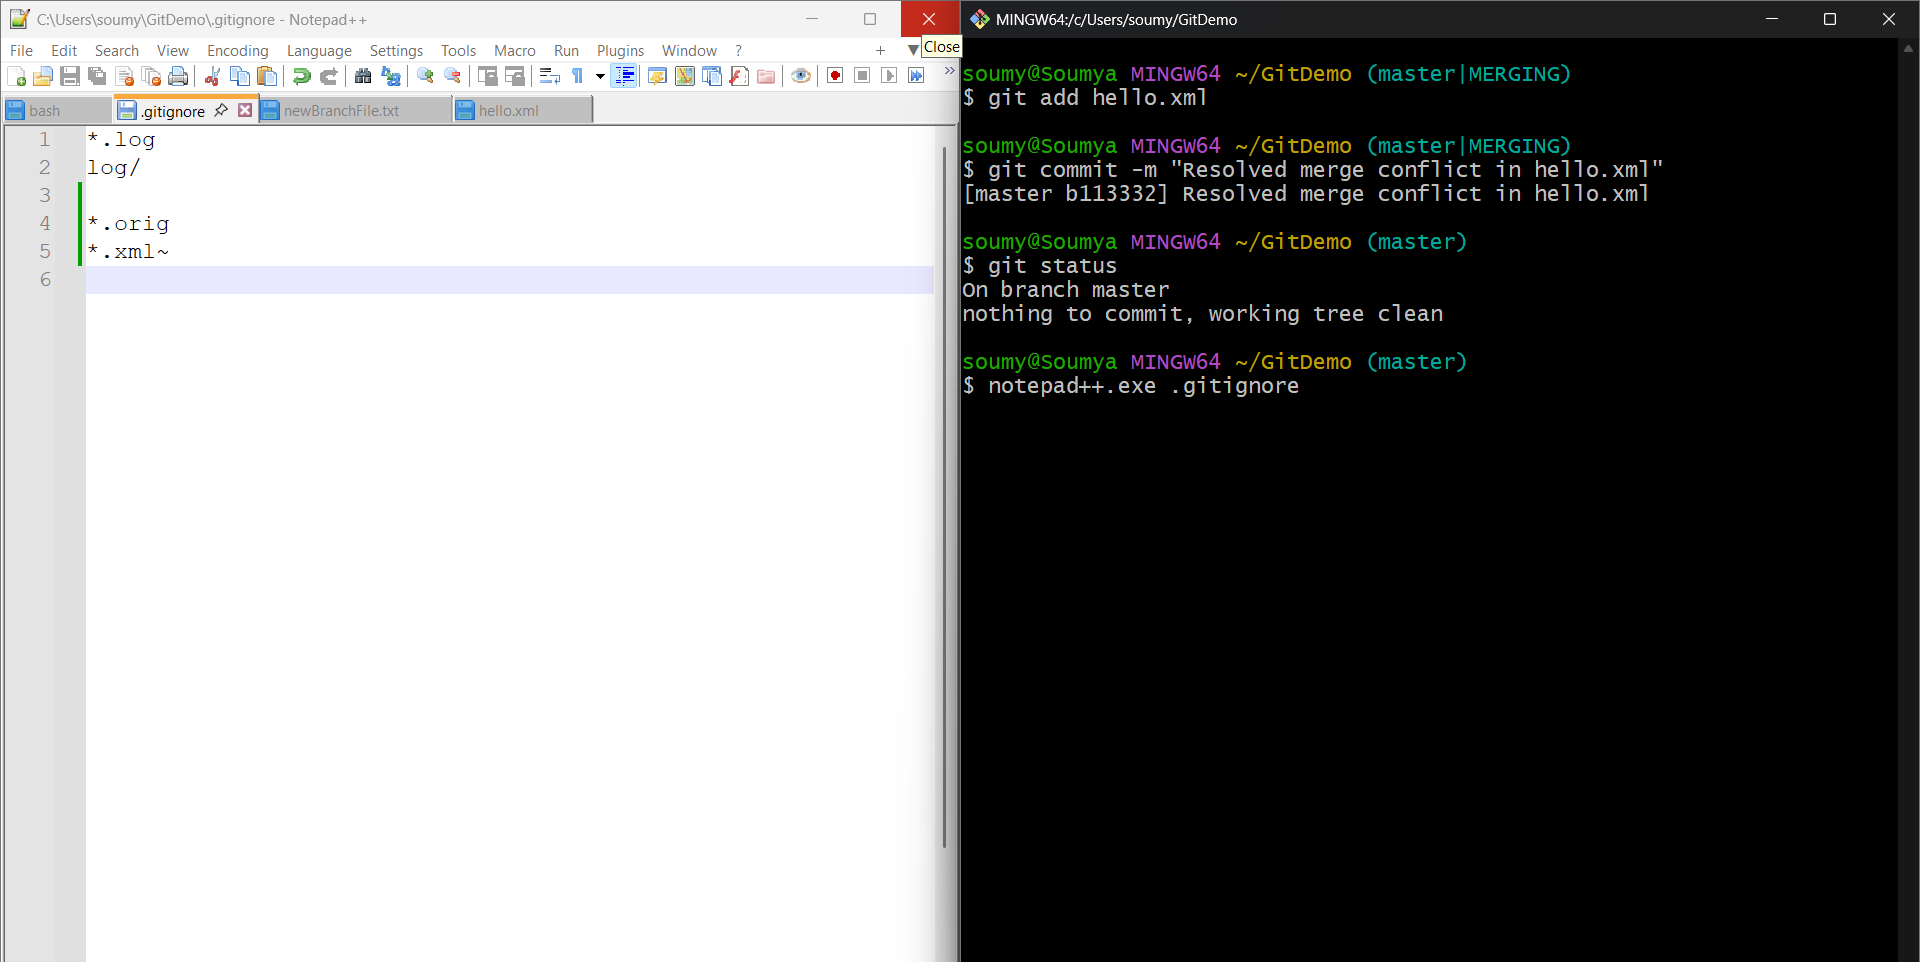 C:\Users\soumy\GitDemo\.gitignore - Notepad++
File Edit Search View Encoding Language Settings Tools Macro Run Plugins Window ?
Close
bash .gitignore newBranchFile.txt hello.xml
1 *.log
2 log/
3
4 *.orig
5 *.xml~
6
MINGW64:/c/Users/soumy/GitDemo
soumy@Soumya MINGW64 ~/GitDemo (master|MERGING)
$ git add hello.xml
soumy@Soumya MINGW64 ~/GitDemo (master|MERGING)
$ git commit -m "Resolved merge conflict in hello.xml"
[master b113332] Resolved merge conflict in hello.xml
soumy@Soumya MINGW64 ~/GitDemo (master)
$ git status
On branch master
nothing to commit, working tree clean
soumy@Soumya MINGW64 ~/GitDemo (master)
$ notepad++.exe .gitignore